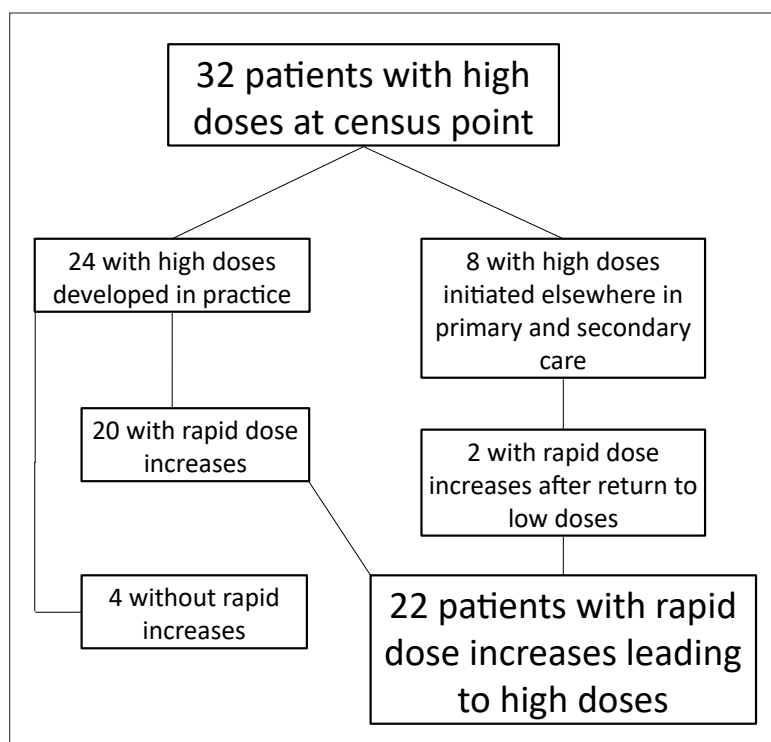 32 patients with high
doses at census point
24 with high doses
developed in practice
8 with high doses
initiated elsewhere in
primary and secondary
care
20 with rapid dose
increases
2 with rapid dose
increases after return to
low doses
4 without rapid
increases
22 patients with rapid
dose increases leading
to high doses